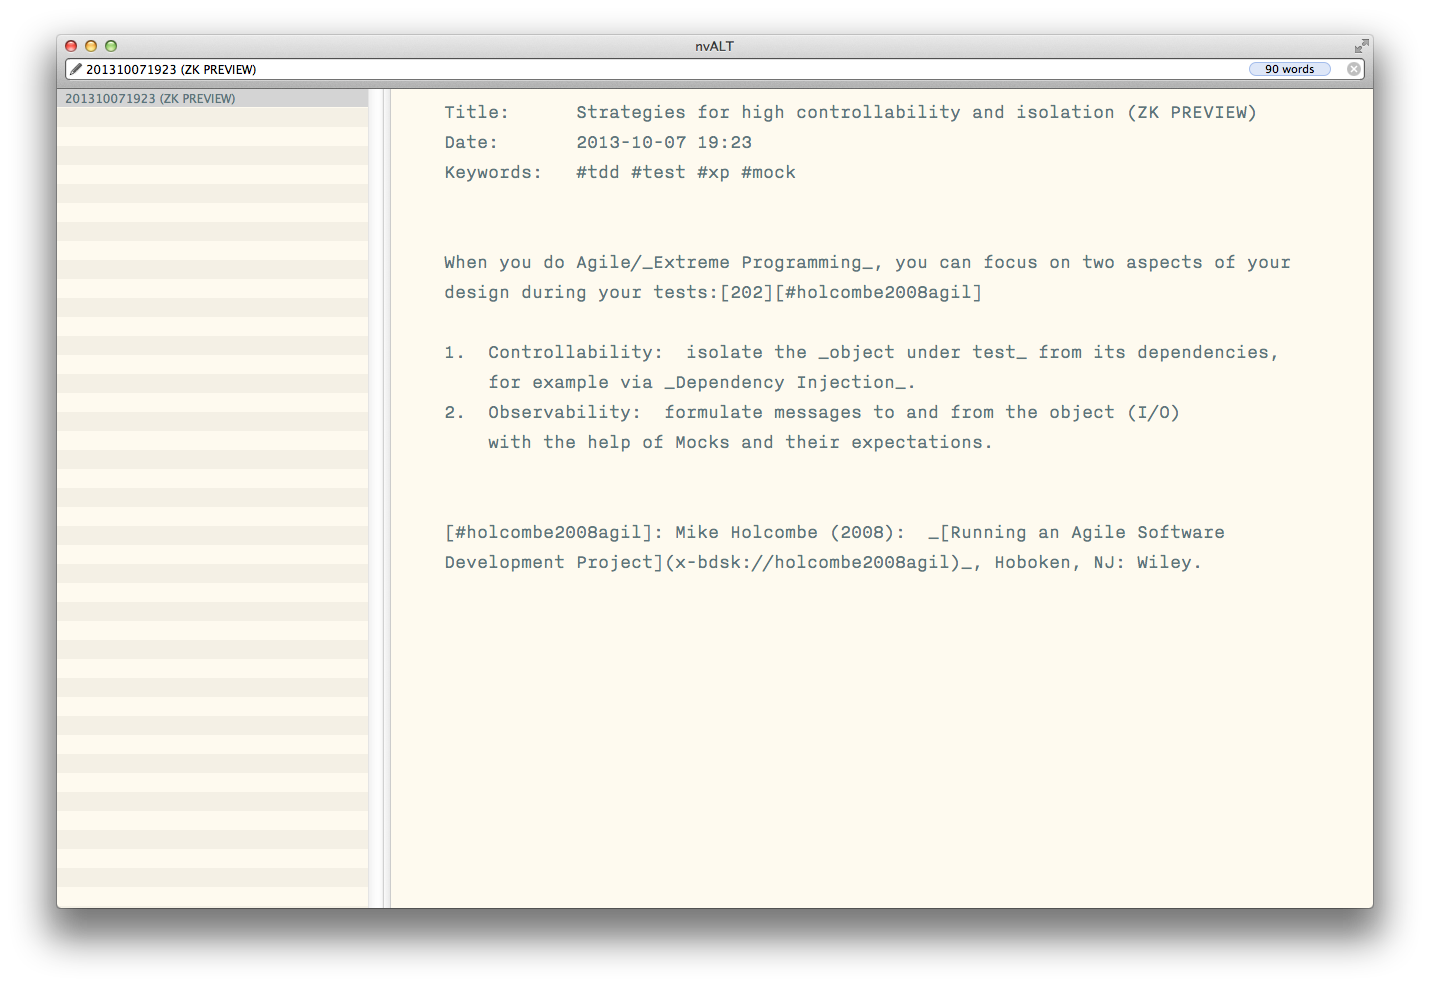 nvALT
201310071923 (ZK PREVIEW)
90 words
201310071923 (ZK PREVIEW)
Title: Strategies for high controllability and isolation (ZK PREVIEW)
Date: 2013-10-07 19:23
Keywords: #tdd #test #xp #mock
When you do Agile/_Extreme Programming_, you can focus on two aspects of your
design during your tests:[202][#holcombe2008agil]
1. Controllability: isolate the _object under test_ from its dependencies,
for example via _Dependency Injection_.
2. Observability: formulate messages to and from the object (I/O)
with the help of Mocks and their expectations.
[#holcombe2008agil]: Mike Holcombe (2008): _[Running an Agile Software
Development Project](x-bdsk://holcombe2008agil)_, Hoboken, NJ: Wiley.